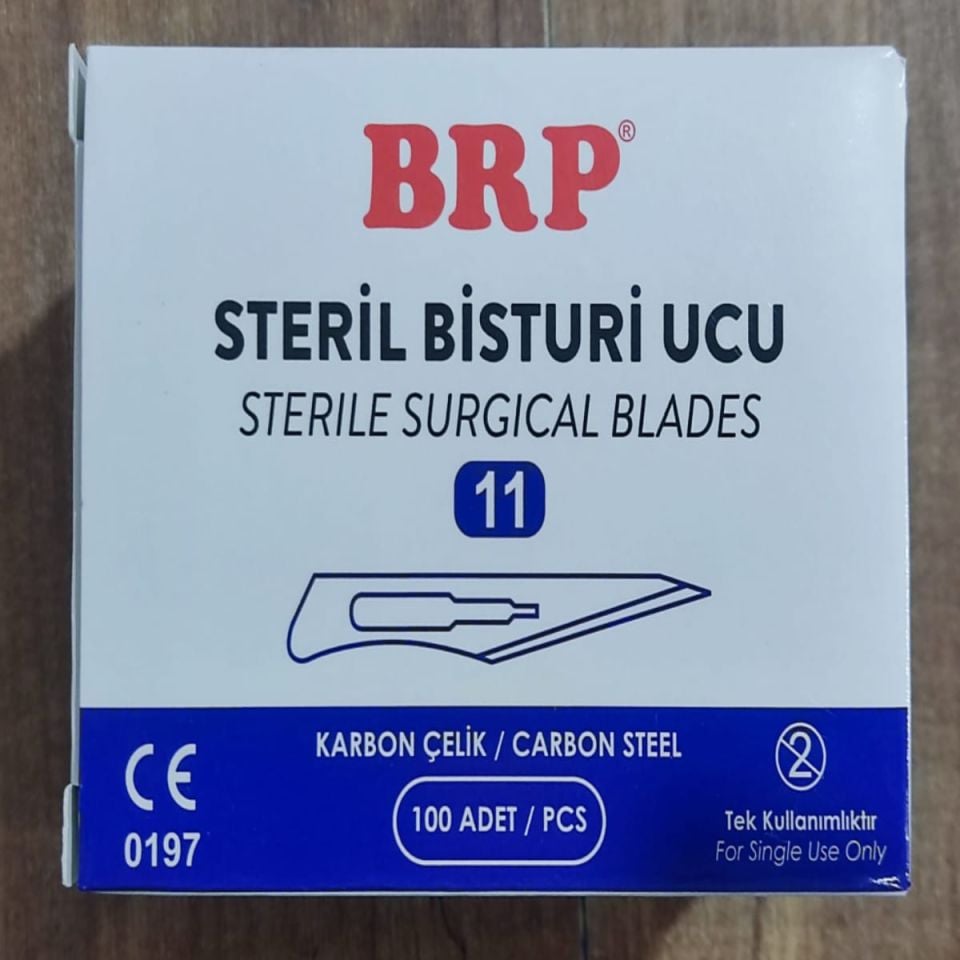 BRP®
STERİL BİSTURİ UCU
STERILE SURGICAL BLADES
11
KARBON ÇELİK / CARBON STEEL
100 ADET / PCS
CE
0197
2
Tek Kullanımlıktır
For Single Use Only